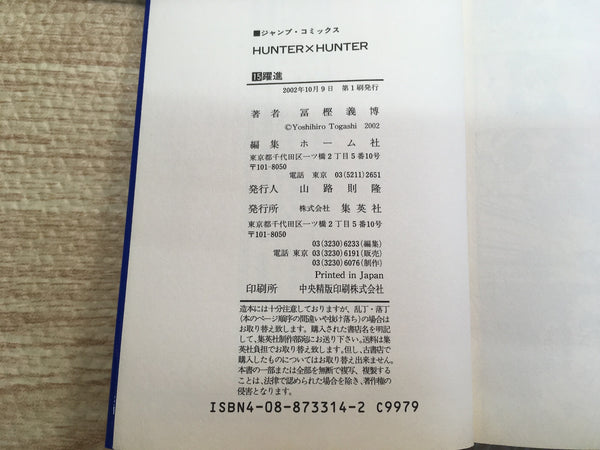 ■ジャンプ・コミックス
HUNTER×HUNTER
15躍進
2002年10月9日 第1刷発行
著者 冨樫義博
©Yoshihiro Togashi 2002
編集 ホーム社
東京都千代田区一ツ橋2丁目5番10号
〒101-8050
電話 東京 03(5211)2651
発行人 山路則隆
発行所 株式会社 集英社
東京都千代田区一ツ橋2丁目5番10号
〒101-8050
03(3230)6233(編集)
電話 東京 03(3230)6191(販売)
03(3230)6076(制作)
Printed in Japan
印刷所 中央精版印刷株式会社
造本には十分注意しておりますが、乱丁・落丁
(本のページ順序の間違いや抜け落ち)の場合は
お取り替え致します。購入された書店名を明記
して、集英社制作部宛にお送り下さい。送料は集
英社負担でお取り替え致します。但し、古書店で
購入したものについてはお取り替え出来ません。
本書の一部または全部を無断で複写、複製する
ことは、法律で認められた場合を除き、著作権の
侵害となります。
ISBN4-08-873314-2 C9979